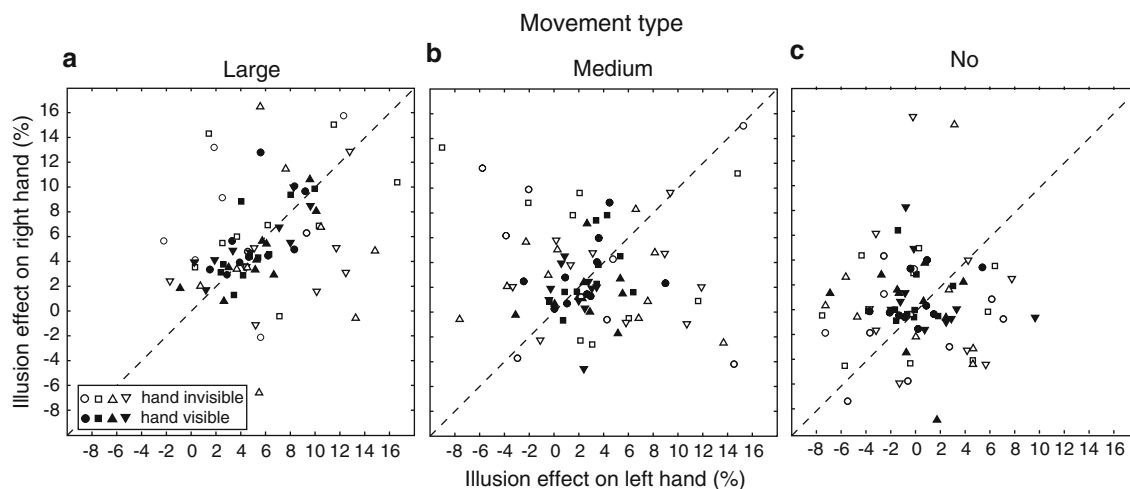 Movement type
a Large
b Medium
c No
Illusion effect on right hand (%)
16
14
12
10
8
6
4
2
0
-2
-4
-6
-8
hand invisible
hand visible
-8 -6 -4 -2 0 2 4 6 8 10 12 14 16
-8 -6 -4 -2 0 2 4 6 8 10 12 14 16
-8 -6 -4 -2 0 2 4 6 8 10 12 14 16
Illusion effect on left hand (%)